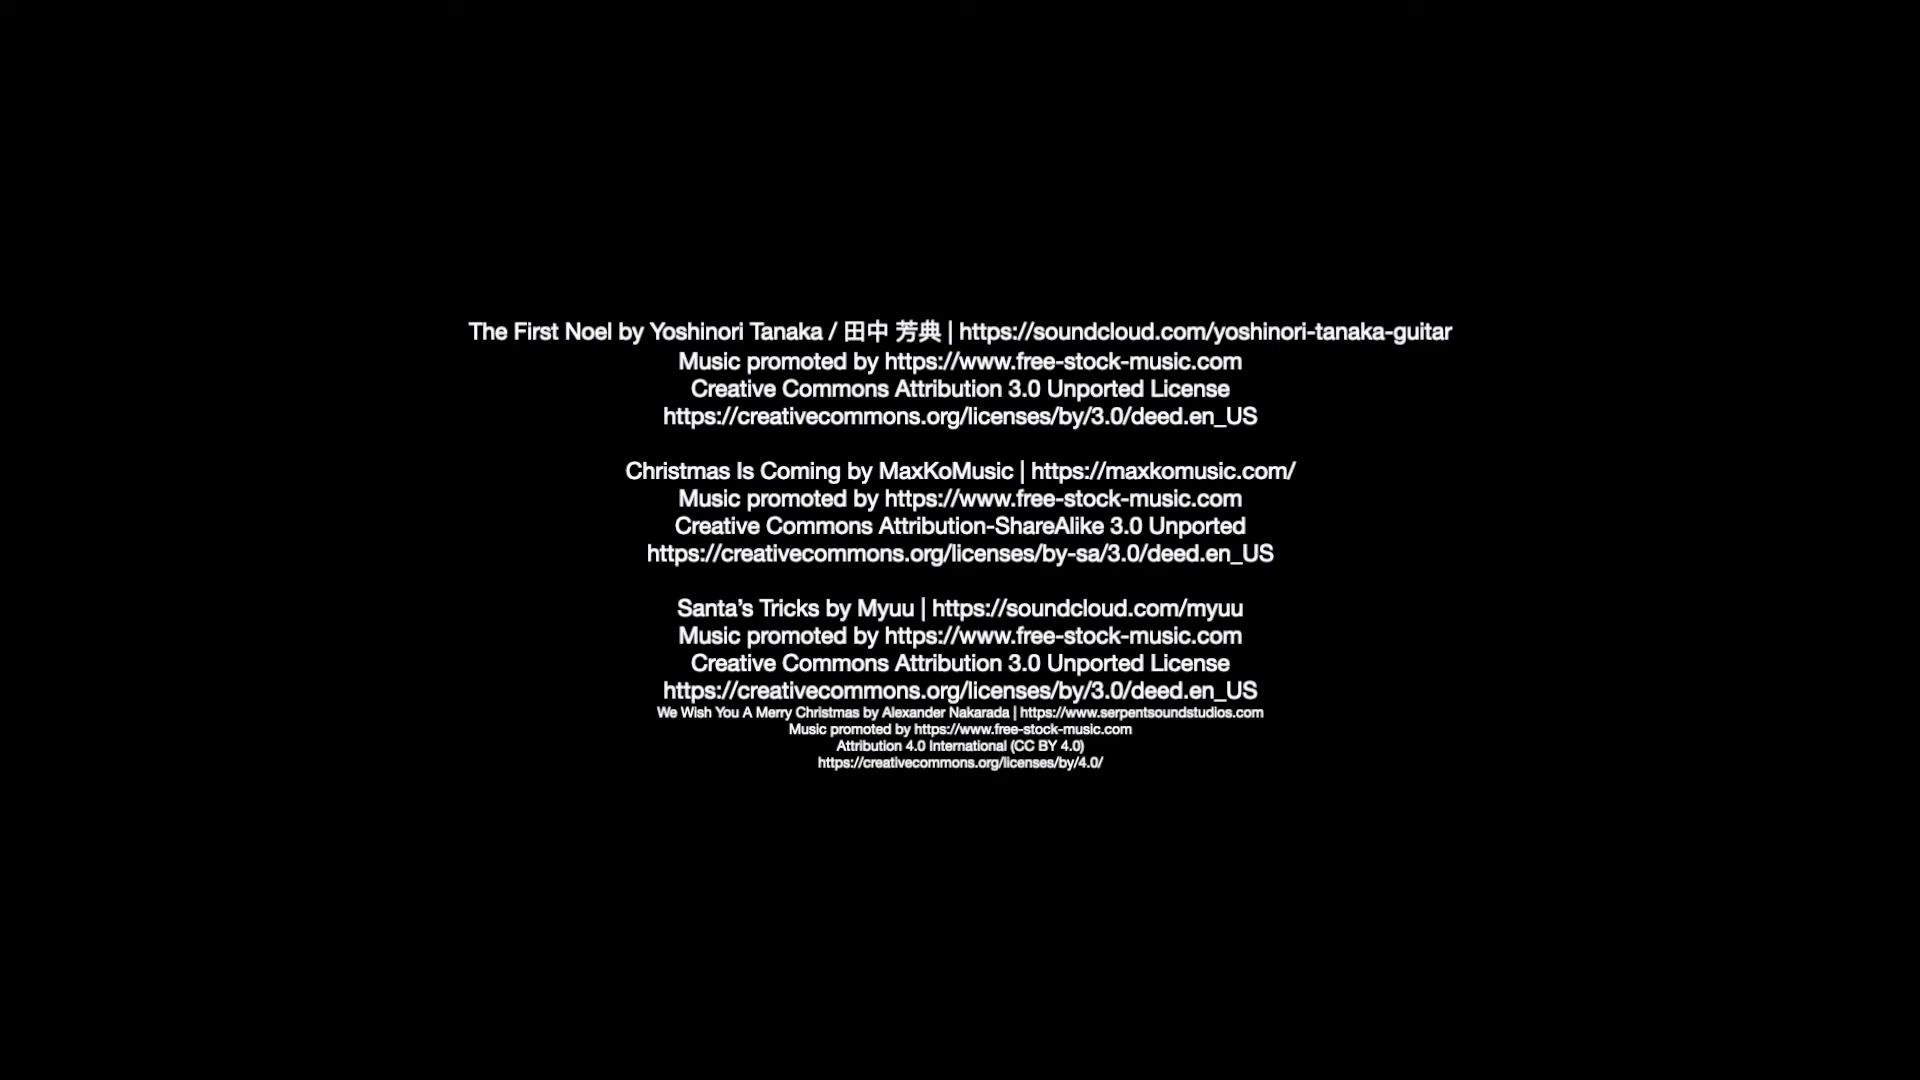 The First Noel by Yoshinori Tanaka / 田中 芳典 | https://soundcloud.com/yoshinori-tanaka-guitar
Music promoted by https://www.free-stock-music.com
Creative Commons Attribution 3.0 Unported License
https://creativecommons.org/licenses/by/3.0/deed.en_US
Christmas Is Coming by MaxKoMusic | https://maxkomusic.com/
Music promoted by https://www.free-stock-music.com
Creative Commons Attribution-ShareAlike 3.0 Unported
https://creativecommons.org/licenses/by-sa/3.0/deed.en_US
Santa’s Tricks by Myuu | https://soundcloud.com/myuu
Music promoted by https://www.free-stock-music.com
Creative Commons Attribution 3.0 Unported License
https://creativecommons.org/licenses/by/3.0/deed.en_US
We Wish You A Merry Christmas by Alexander Nakarada | https://www.serpentsoundstudios.com
Music promoted by https://www.free-stock-music.com
Attribution 4.0 International (CC BY 4.0)
https://creativecommons.org/licenses/by/4.0/